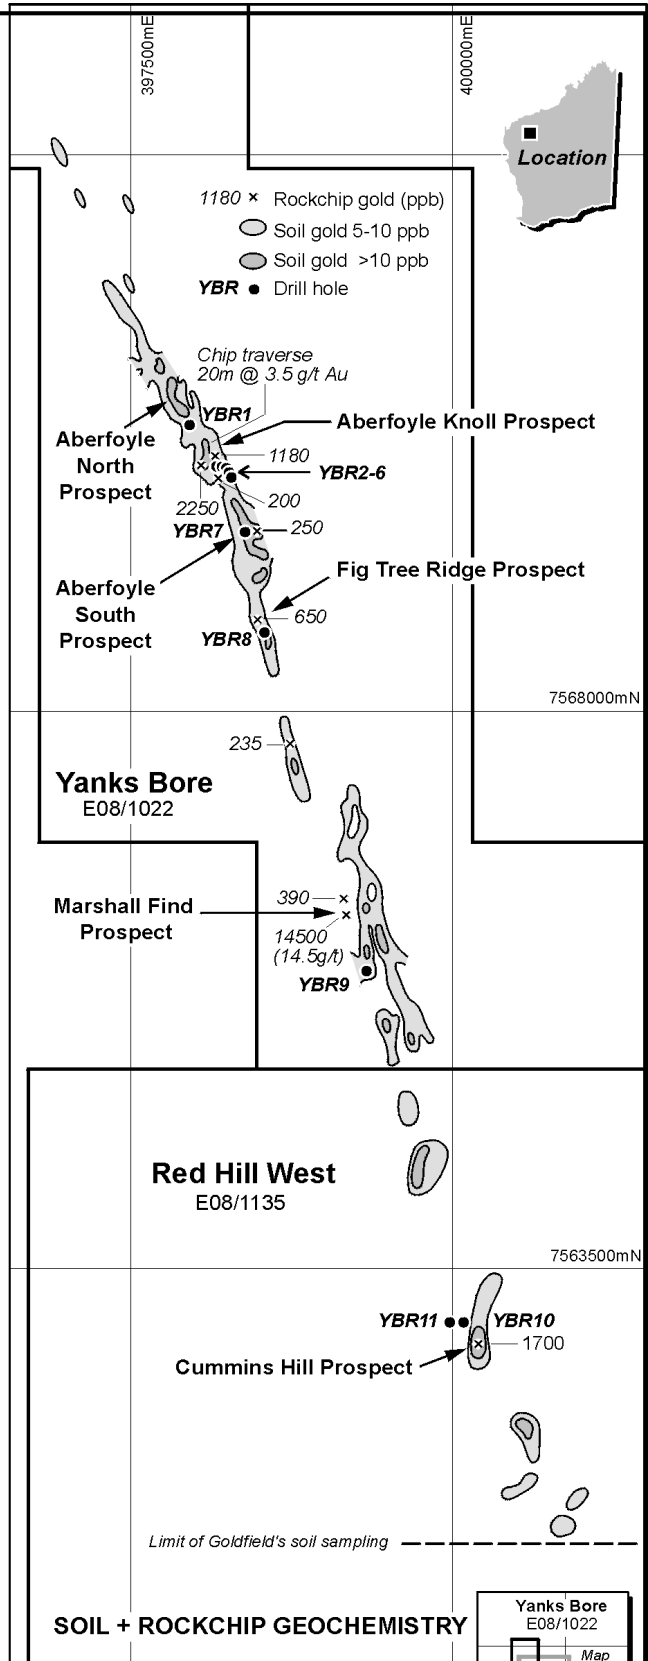 397500mE
400000mE
Location
1180 × Rockchip gold (ppb)
Soil gold 5-10 ppb
Soil gold >10 ppb
YBR Drill hole
Chip traverse
20m @ 3.5 g/t Au
YBR1
Aberfoyle Knoll Prospect
Aberfoyle
North
Prospect
1180
YBR2-6
2250
200
YBR7
250
Fig Tree Ridge Prospect
Aberfoyle
South
Prospect
650
YBR8
7568000mN
235
Yanks Bore
E08/1022
390
Marshall Find
Prospect
14500
(14.5g/t)
YBR9
Red Hill West
E08/1135
7563500mN
YBR11
YBR10
1700
Cummins Hill Prospect
Limit of Goldfield's soil sampling
SOIL + ROCKCHIP GEOCHEMISTRY
Yanks Bore
E08/1022
Map